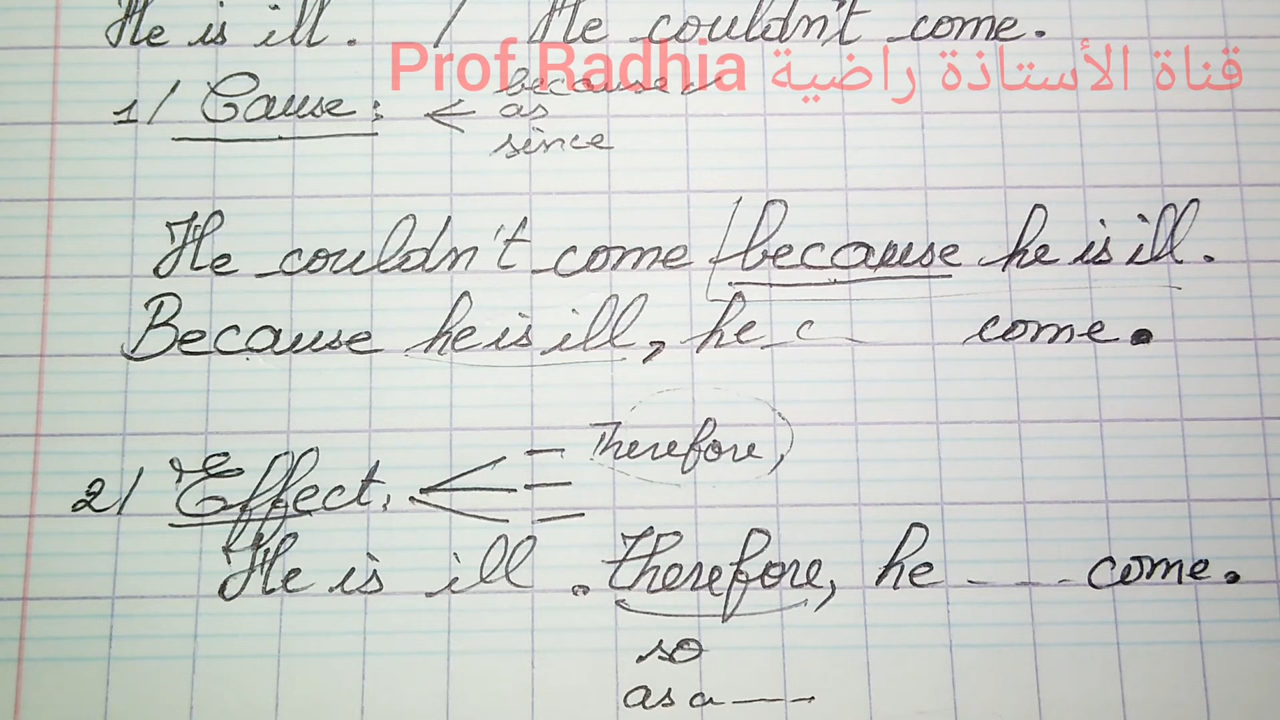 He is ill. / He couldn't come.
Prof Radhia قناة الأستاذة راضية
1/ Cause: because
as
since
He couldn't come because he is ill.
Because he is ill, he c come.
Therefore,
2/ Effect:
He is ill. therefore, he --- come.
so
as a ----